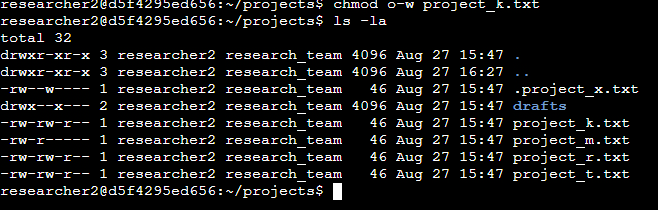 researcher2@d5f4295ed656:~/projects$ chmod o-w project_k.txt
researcher2@d5f4295ed656:~/projects$ ls -la
total 32
drwxr-xr-x 3 researcher2 research_team 4096 Aug 27 15:47 .
drwxr-xr-x 3 researcher2 research_team 4096 Aug 27 16:27 ..
-rw--w---- 1 researcher2 research_team   46 Aug 27 15:47 .project_x.txt
drwx--x--- 2 researcher2 research_team 4096 Aug 27 15:47 drafts
-rw-rw-r-- 1 researcher2 research_team   46 Aug 27 15:47 project_k.txt
-rw-r----- 1 researcher2 research_team   46 Aug 27 15:47 project_m.txt
-rw-rw-r-- 1 researcher2 research_team   46 Aug 27 15:47 project_r.txt
-rw-rw-r-- 1 researcher2 research_team   46 Aug 27 15:47 project_t.txt
researcher2@d5f4295ed656:~/projects$